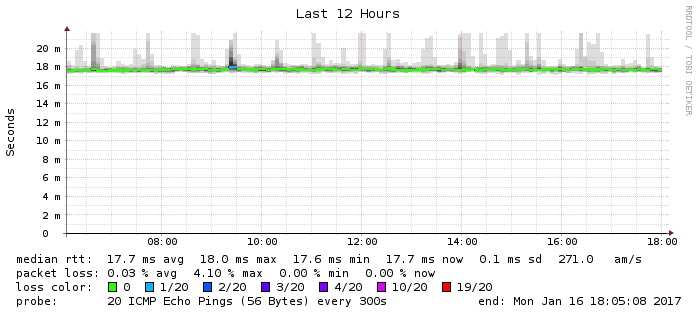 Last 12 Hours
RRDTOOL / TOBI OETIKER
Seconds
20 m
18 m
16 m
14 m
12 m
10 m
8 m
6 m
4 m
2 m
0
08:00 10:00 12:00 14:00 16:00 18:00
median rtt: 17.7 ms avg 18.0 ms max 17.6 ms min 17.7 ms now 0.1 ms sd 271.0 am/s
packet loss: 0.03 % avg 4.10 % max 0.00 % min 0.00 % now
loss color: 0 1/20 2/20 3/20 4/20 10/20 19/20
probe: 20 ICMP Echo Pings (56 Bytes) every 300s end: Mon Jan 16 18:05:08 2017